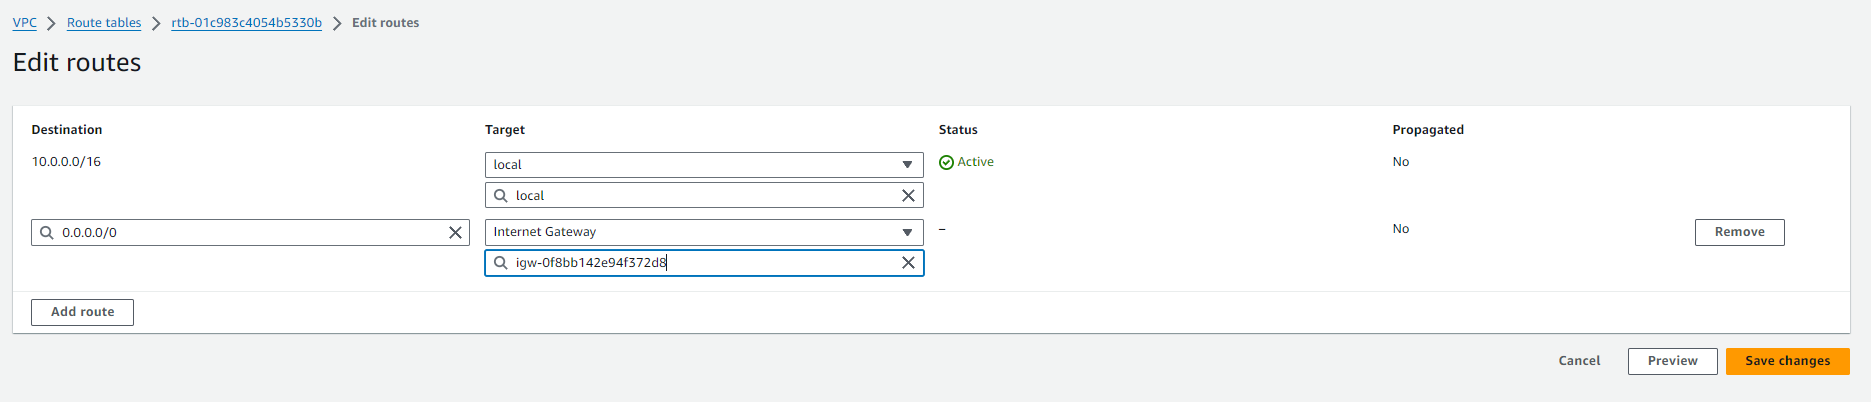 VPC > Route tables > rtb-01c983c4054b5330b > Edit routes
Edit routes
Destination Target Status Propagated
10.0.0.0/16 local Active No
local
0.0.0.0/0 Internet Gateway – No Remove
igw-0f8bb142e94f372d8
Add route
Cancel Preview Save changes